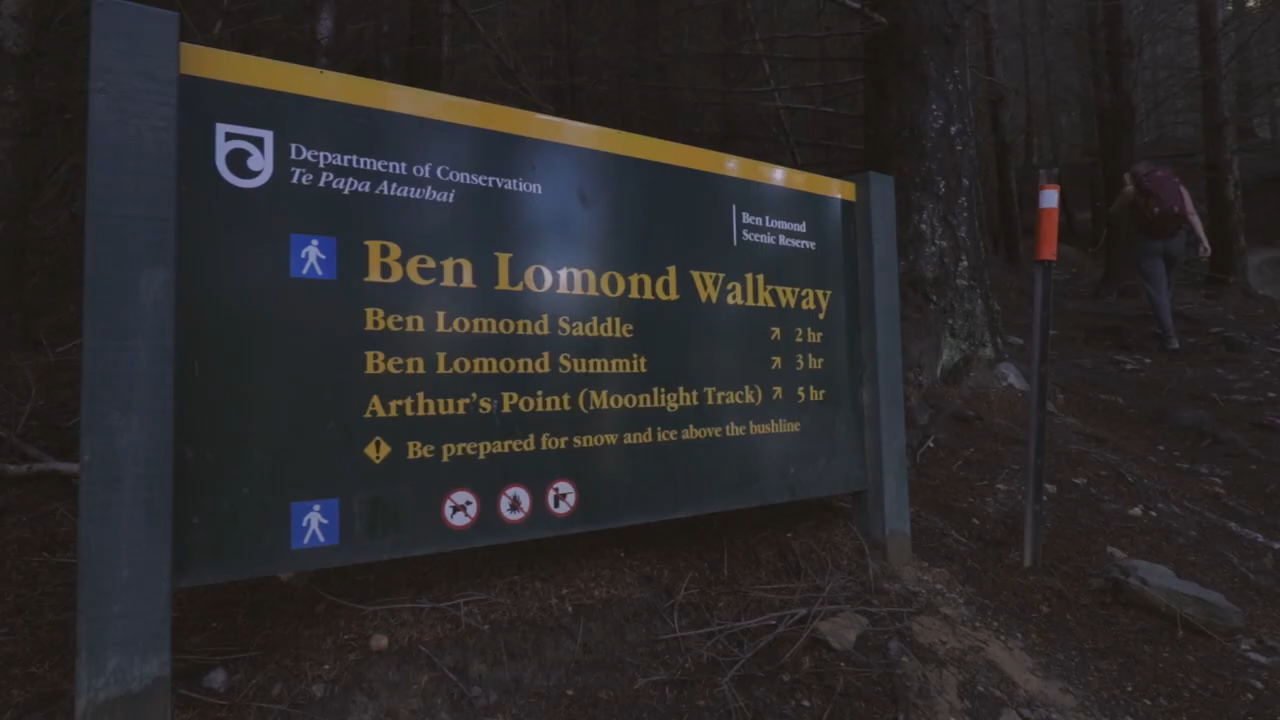 Department of Conservation
Te Papa Atawhai
Ben Lomond
Scenic Reserve
Ben Lomond Walkway
Ben Lomond Saddle ↗ 2 hr
Ben Lomond Summit ↗ 3 hr
Arthur's Point (Moonlight Track) ↗ 5 hr
Be prepared for snow and ice above the bushline